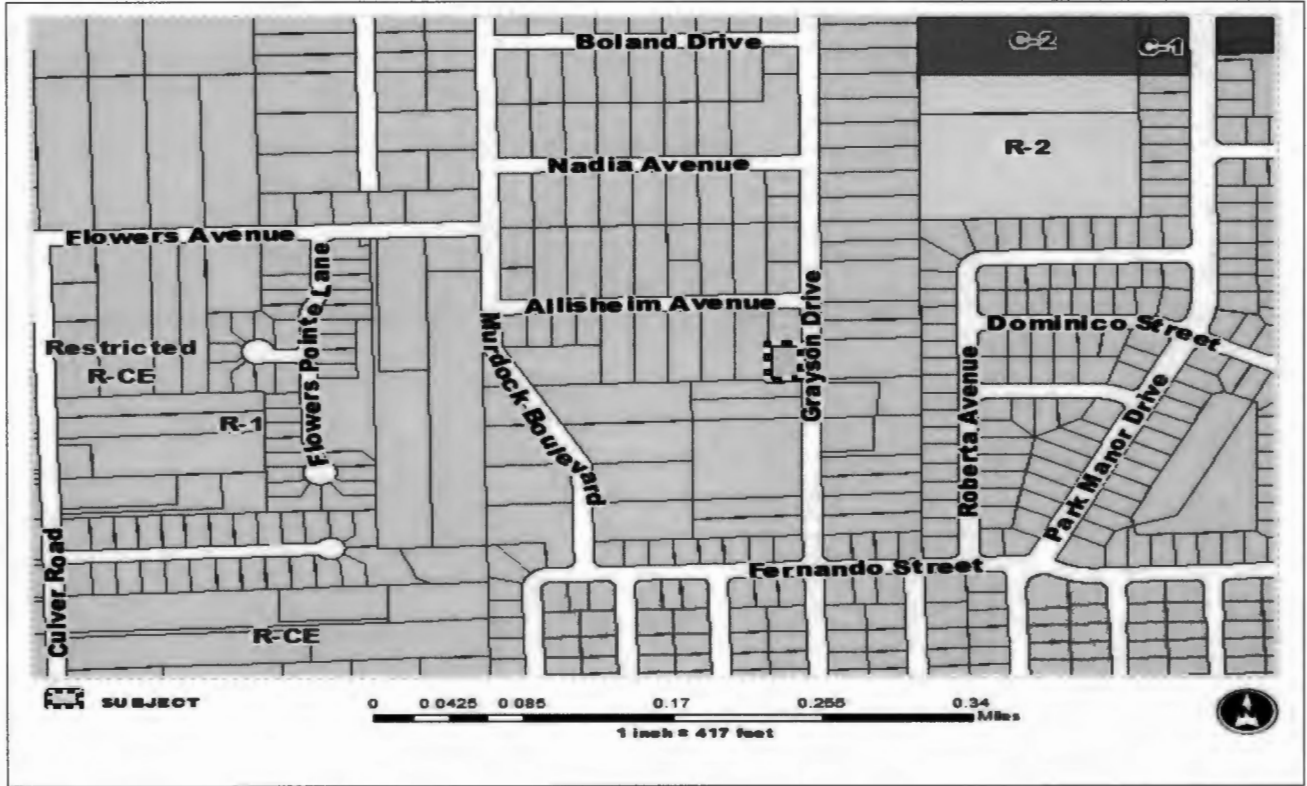 Boland Drive
C-2
C-1
Nadia Avenue
R-2
Flowers Avenue
Flowers Pointe Lane
Allisheim Avenue
Grayson Drive
Murdock Boulevard
Dominico Street
Restricted
R-CE
R-1
Roberta Avenue
Park Manor Drive
Culver Road
Fernando Street
R-CE
SUBJECT
0 0.0425 0.085 0.17 0.255 0.34
Miles
1 inch = 417 feet